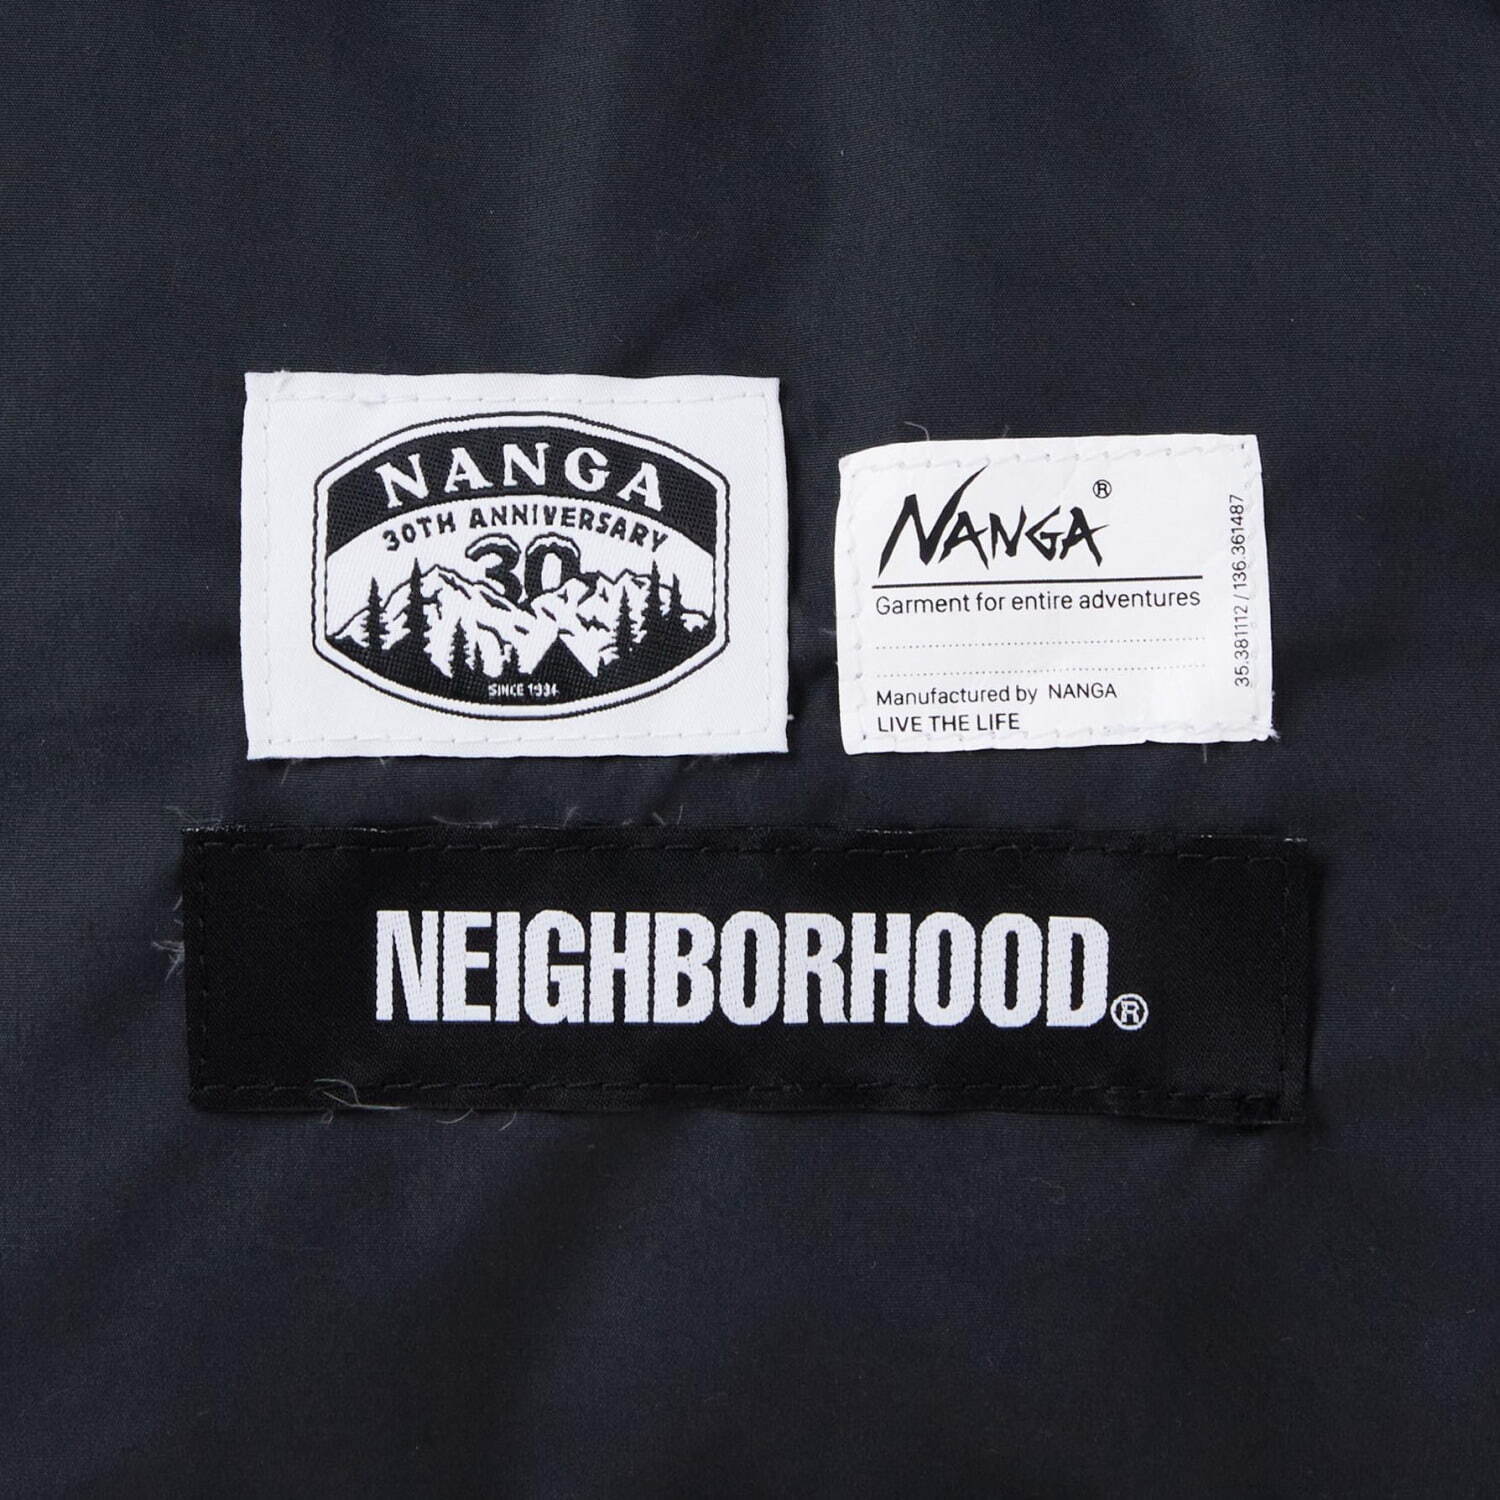 NANGA
30TH ANNIVERSARY
30
SINCE 1994
NANGA®
Garment for entire adventures
Manufactured by NANGA
LIVE THE LIFE
35.381112 / 136.361487
NEIGHBORHOOD®